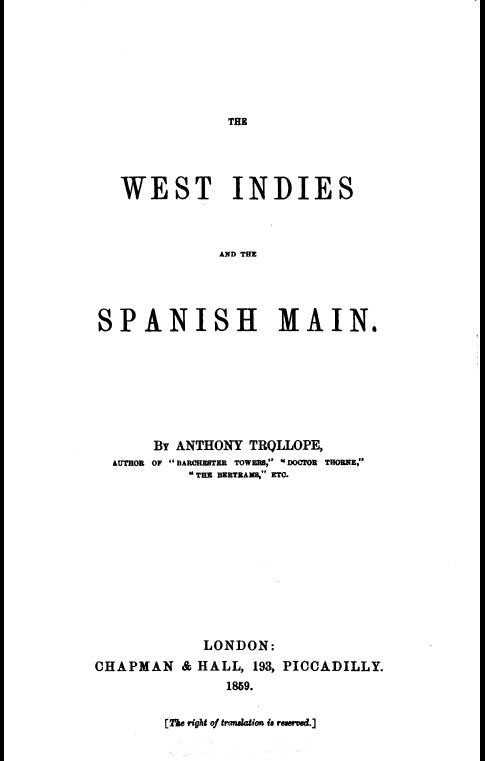 THE
WEST INDIES
AND THE
SPANISH MAIN.
By ANTHONY TROLLOPE,
AUTHOR OF "BARCHESTER TOWERS," "DOCTOR THORNE,"
"THE BERTRAMS," ETC.
LONDON:
CHAPMAN & HALL, 193, PICCADILLY.
1859.
[The right of translation is reserved.]